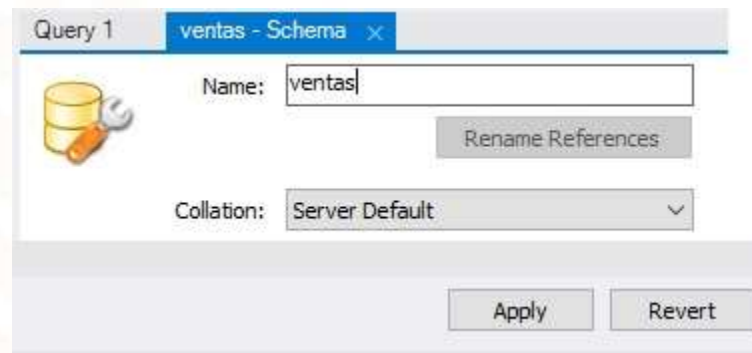 Query 1 ventas - Schema
Name: ventas
Rename References
Collation: Server Default
Apply Revert